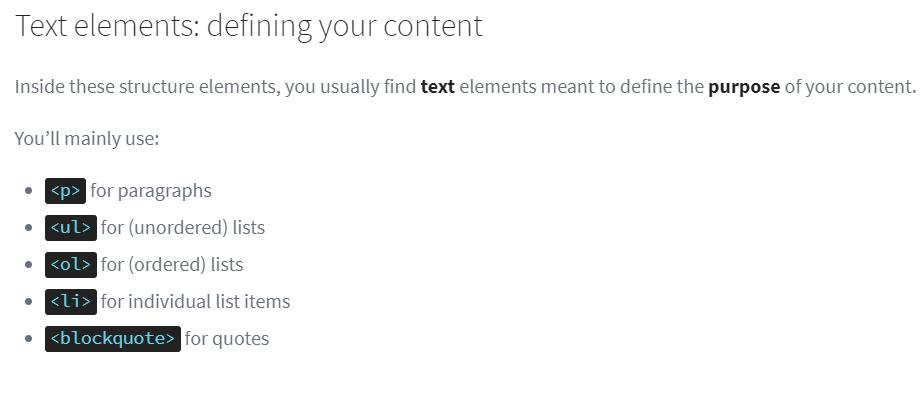 Text elements: defining your content
Inside these structure elements, you usually find text elements meant to define the purpose of your content.
You’ll mainly use:
• <p> for paragraphs
• <ul> for (unordered) lists
• <ol> for (ordered) lists
• <li> for individual list items
• <blockquote> for quotes